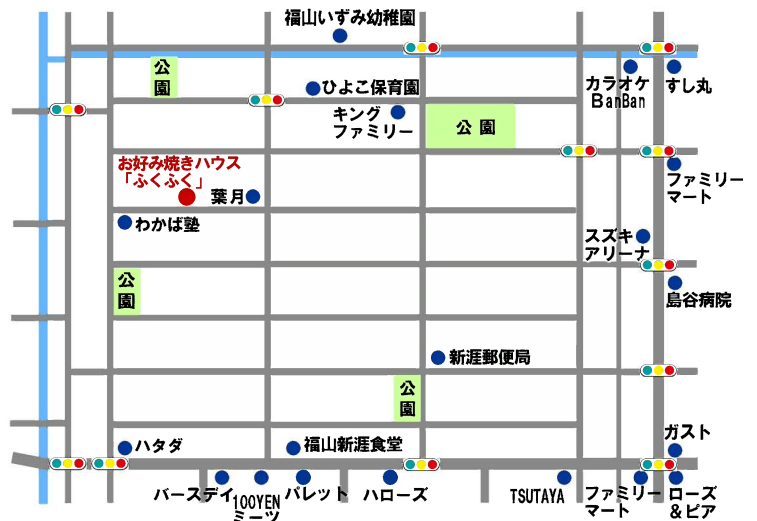 福山いずみ幼稚園
公
園
ひよこ保育園
キング
ファミリー
公園
カラオケ
BanBan
すし丸
お好み焼きハウス
「ふくふく」
葉月
ファミリー
マート
わかば塾
スズキ
アリーナ
公
園
島谷病院
新涯郵便局
公
園
ガスト
ハタダ
福山新涯食堂
バースデイ
100YEN
ミーツ
パレット
ハローズ
TSUTAYA
ファミリー
マート
ローズ
&ピア